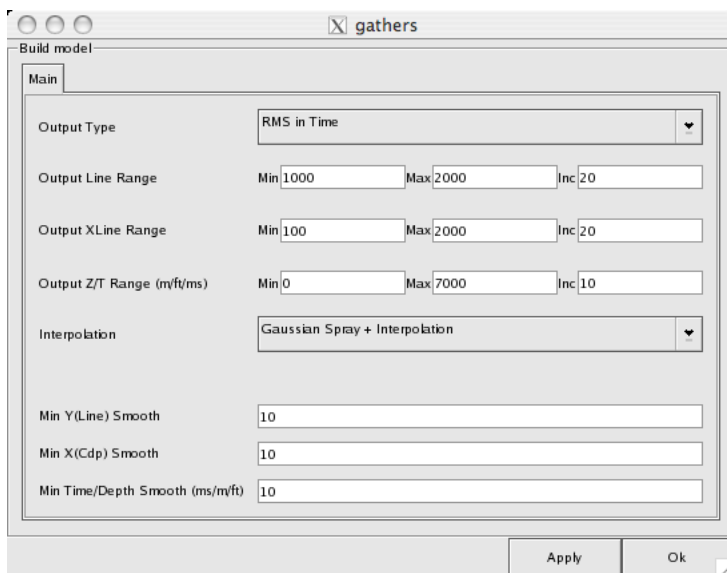 gathers
Build model
Main
Output Type RMS in Time
Output Line Range Min 1000 Max 2000 Inc 20
Output XLine Range Min 100 Max 2000 Inc 20
Output Z/T Range (m/ft/ms) Min 0 Max 7000 Inc 10
Interpolation Gaussian Spray + Interpolation
Min Y(Line) Smooth 10
Min X(Cdp) Smooth 10
Min Time/Depth Smooth (ms/m/ft) 10
Apply Ok